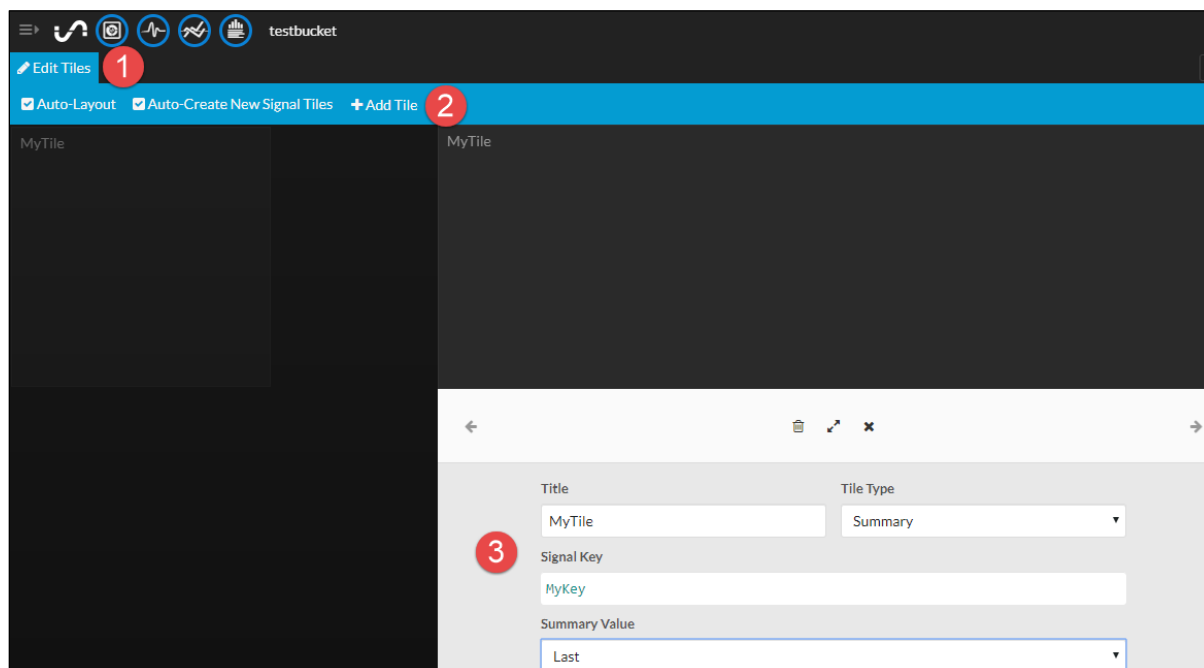 testbucket
Edit Tiles 1
Auto-Layout Auto-Create New Signal Tiles Add Tile 2
MyTile
MyTile
Title Tile Type
MyTile Summary
3
Signal Key
MyKey
Summary Value
Last